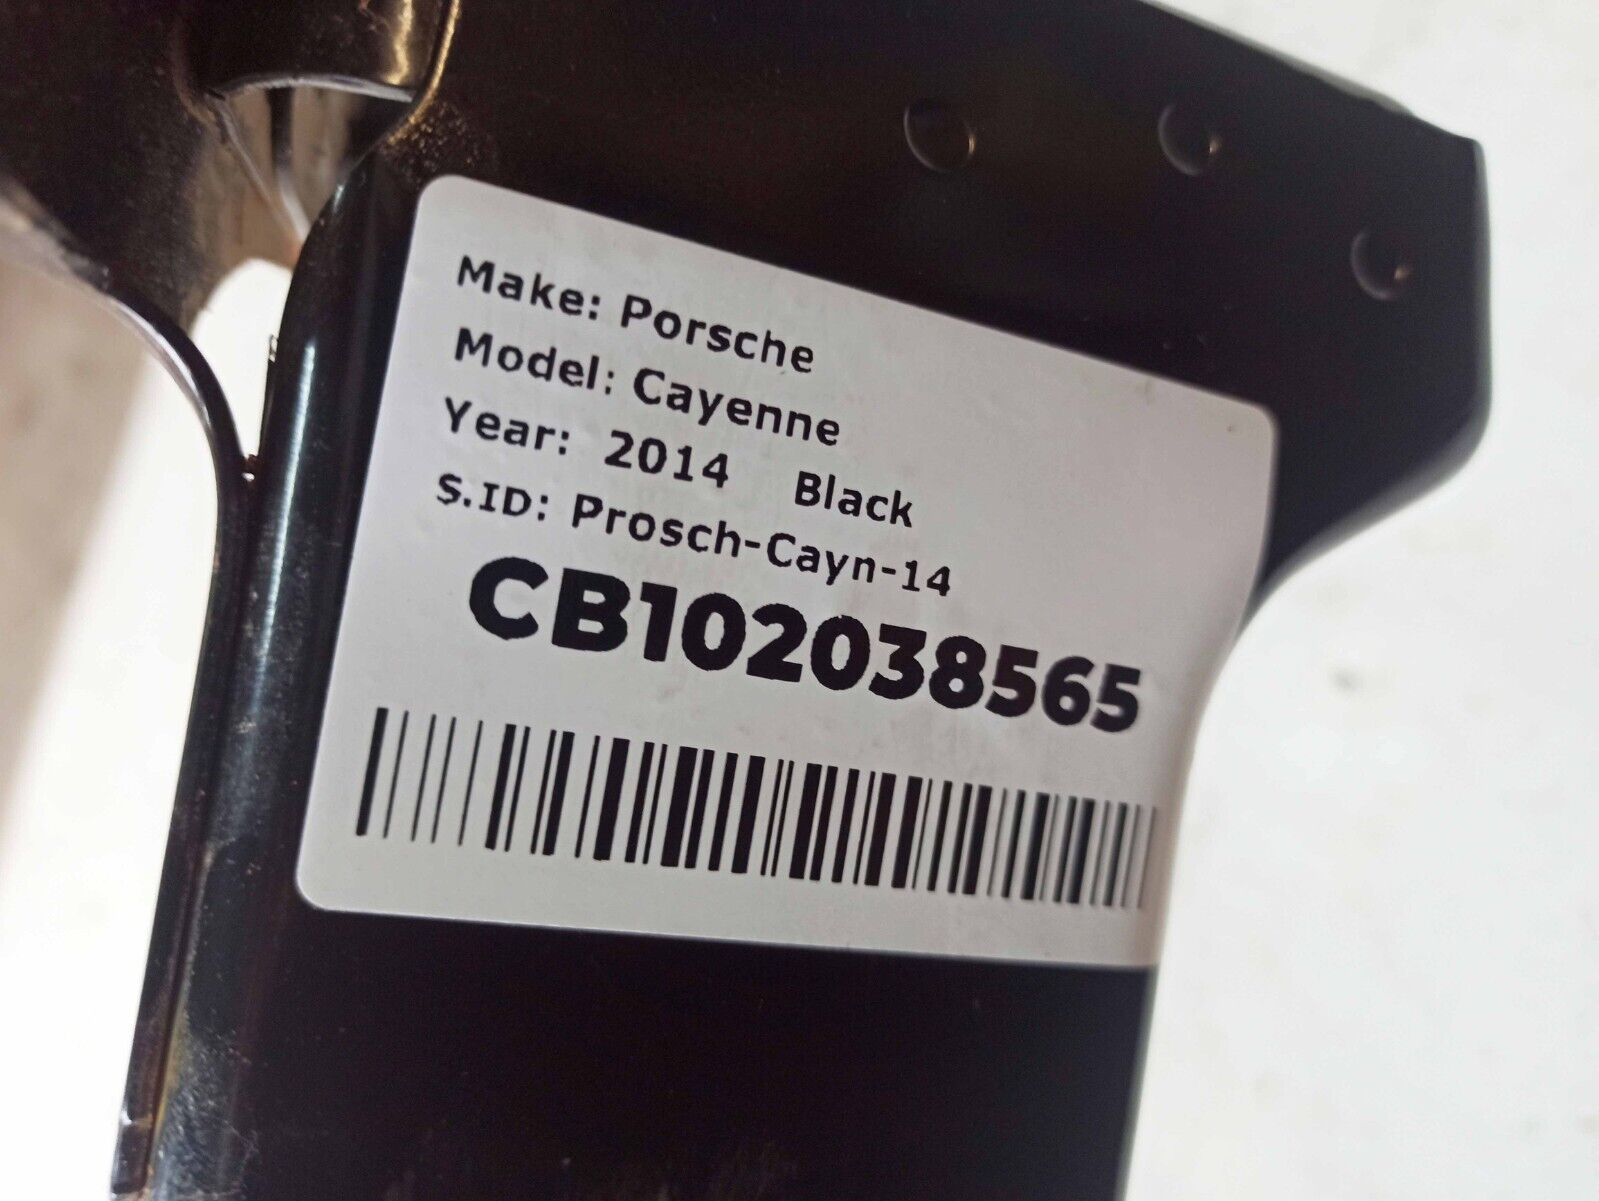 Make: Porsche
Model: Cayenne
Year: 2014 Black
S.ID: Prosch-Cayn-14
CB102038565